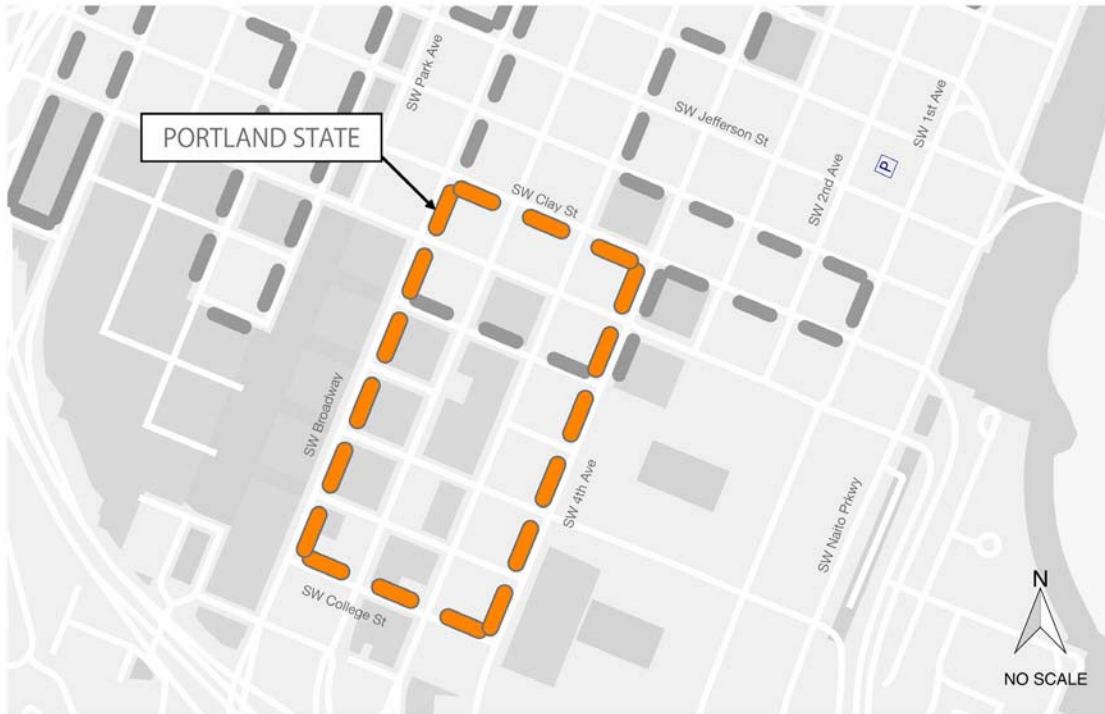 SW Park Ave
SW 1st Ave
SW Jefferson St
PORTLAND STATE
P
SW 2nd Ave
SW Clay St
SW Broadway
SW 4th Ave
SW Naito Prkwy
SW College St
N
NO SCALE